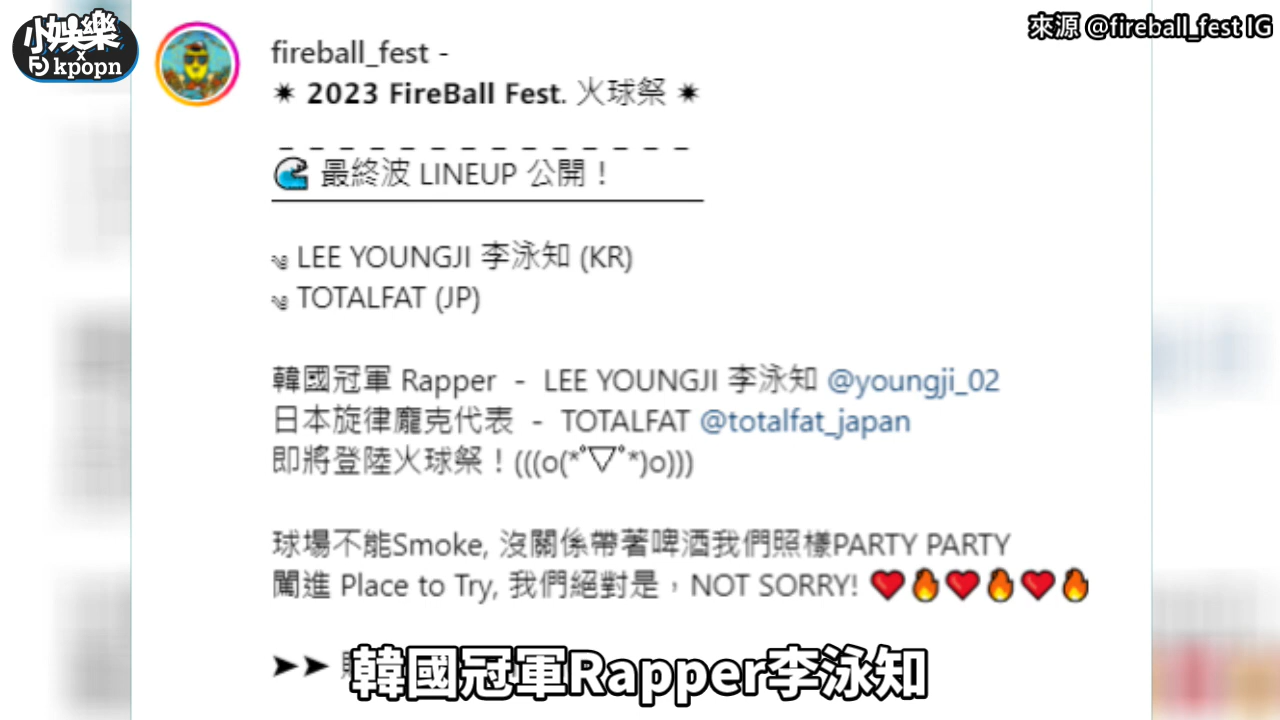 小娛樂
x
kpopn
來源 @fireball_fest IG
fireball_fest -
✷ 2023 FireBall Fest. 火球祭 ✷
_ _ _ _ _ _ _ _ _ _ _ _ _ _
🌊 最終波 LINEUP 公開！
༄ LEE YOUNGJI 李泳知 (KR)
༄ TOTALFAT (JP)
韓國冠軍 Rapper - LEE YOUNGJI 李泳知 @youngji_02
日本旋律龐克代表 - TOTALFAT @totalfat_japan
即將登陸火球祭！(((o(*ﾟ▽ﾟ*)o)))
球場不能Smoke, 沒關係帶著啤酒我們照樣PARTY PARTY
闖進 Place to Try, 我們絕對是，NOT SORRY! ❤️🔥❤️🔥❤️🔥
➤➤
韓國冠軍Rapper李泳知